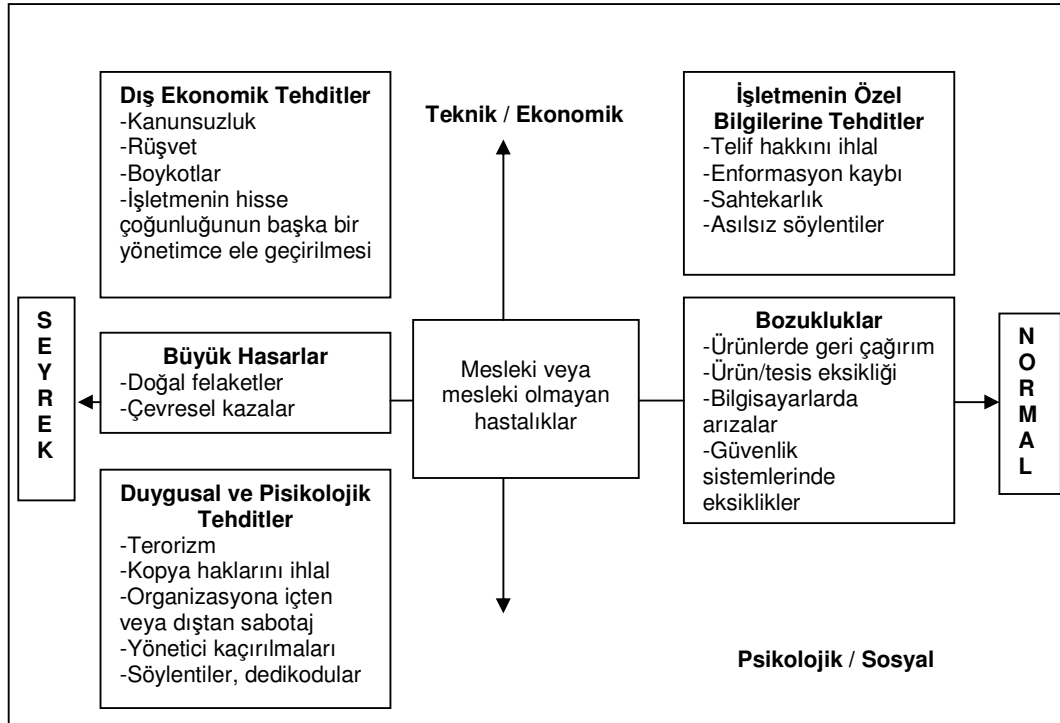 Dış Ekonomik Tehditler
-Kanunsuzluk
-Rüşvet
-Boykotlar
-İşletmenin hisse
çoğunluğunun başka bir
yönetimce ele geçirilmesi
Teknik / Ekonomik
İşletmenin Özel
Bilgilerine Tehditler
-Telif hakkını ihlal
-Enformasyon kaybı
-Sahtekarlık
-Asılsız söylentiler
S
E
Y
R
E
K
Büyük Hasarlar
-Doğal felaketler
-Çevresel kazalar
Mesleki veya
mesleki olmayan
hastalıklar
Bozukluklar
-Ürünlerde geri çağırım
-Ürün/tesis eksikliği
-Bilgisayarlarda
arızalar
-Güvenlik
sistemlerinde
eksiklikler
N
O
R
M
A
L
Duygusal ve Pisikolojik
Tehditler
-Terorizm
-Kopya haklarını ihlal
-Organizasyona içten
veya dıştan sabotaj
-Yönetici kaçırılmaları
-Söylentiler, dedikodular
Psikolojik / Sosyal